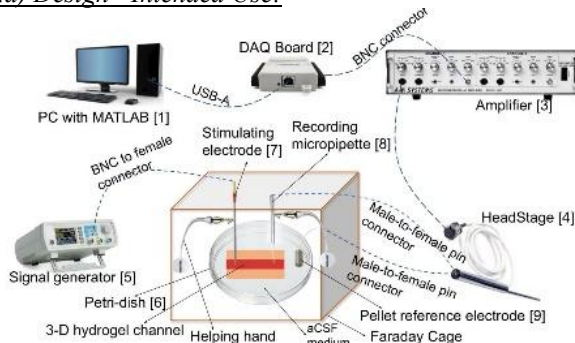 a) Design- Intended Use:
DAQ Board [2]
BNC connector
USB-A
PC with MATLAB [1]
Amplifier [3]
Stimulating
electrode [7]
Recording
micropipette [8]
BNC to female
connector
Male-to-female pin
connector
HeadStage [4]
Signal generator [5]
Male-to-female pin
connector
Petri-dish [6]
Pellet reference electrode [9]
3-D hydrogel channel
Helping hand
aCSF
medium
Faraday Cage